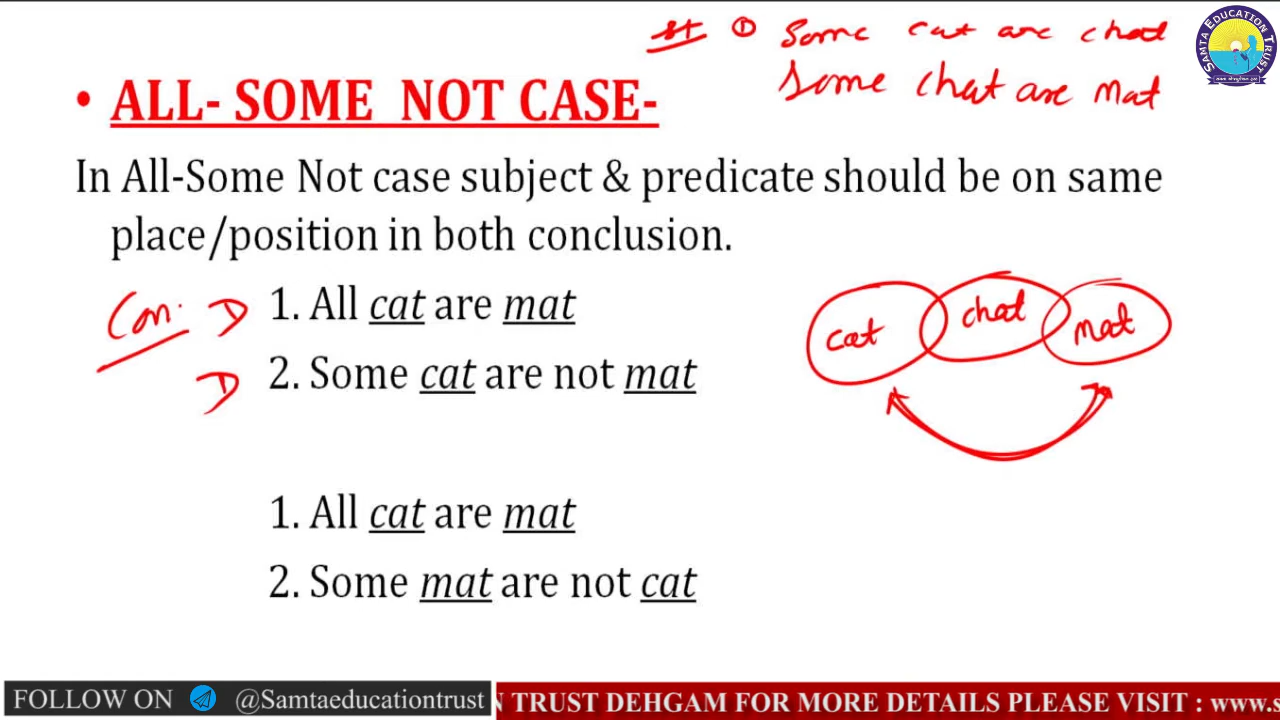 st ① Some cat are chat
Some chat are mat
SAMTA EDUCATION TRUST
• ALL- SOME NOT CASE-
In All-Some Not case subject & predicate should be on same
place/position in both conclusion.
Con:
1. All cat are mat
2. Some cat are not mat
cat
chat
mat
1. All cat are mat
2. Some mat are not cat
FOLLOW ON @Samtaeducationtrust
N TRUST DEHGAM FOR MORE DETAILS PLEASE VISIT : www.s